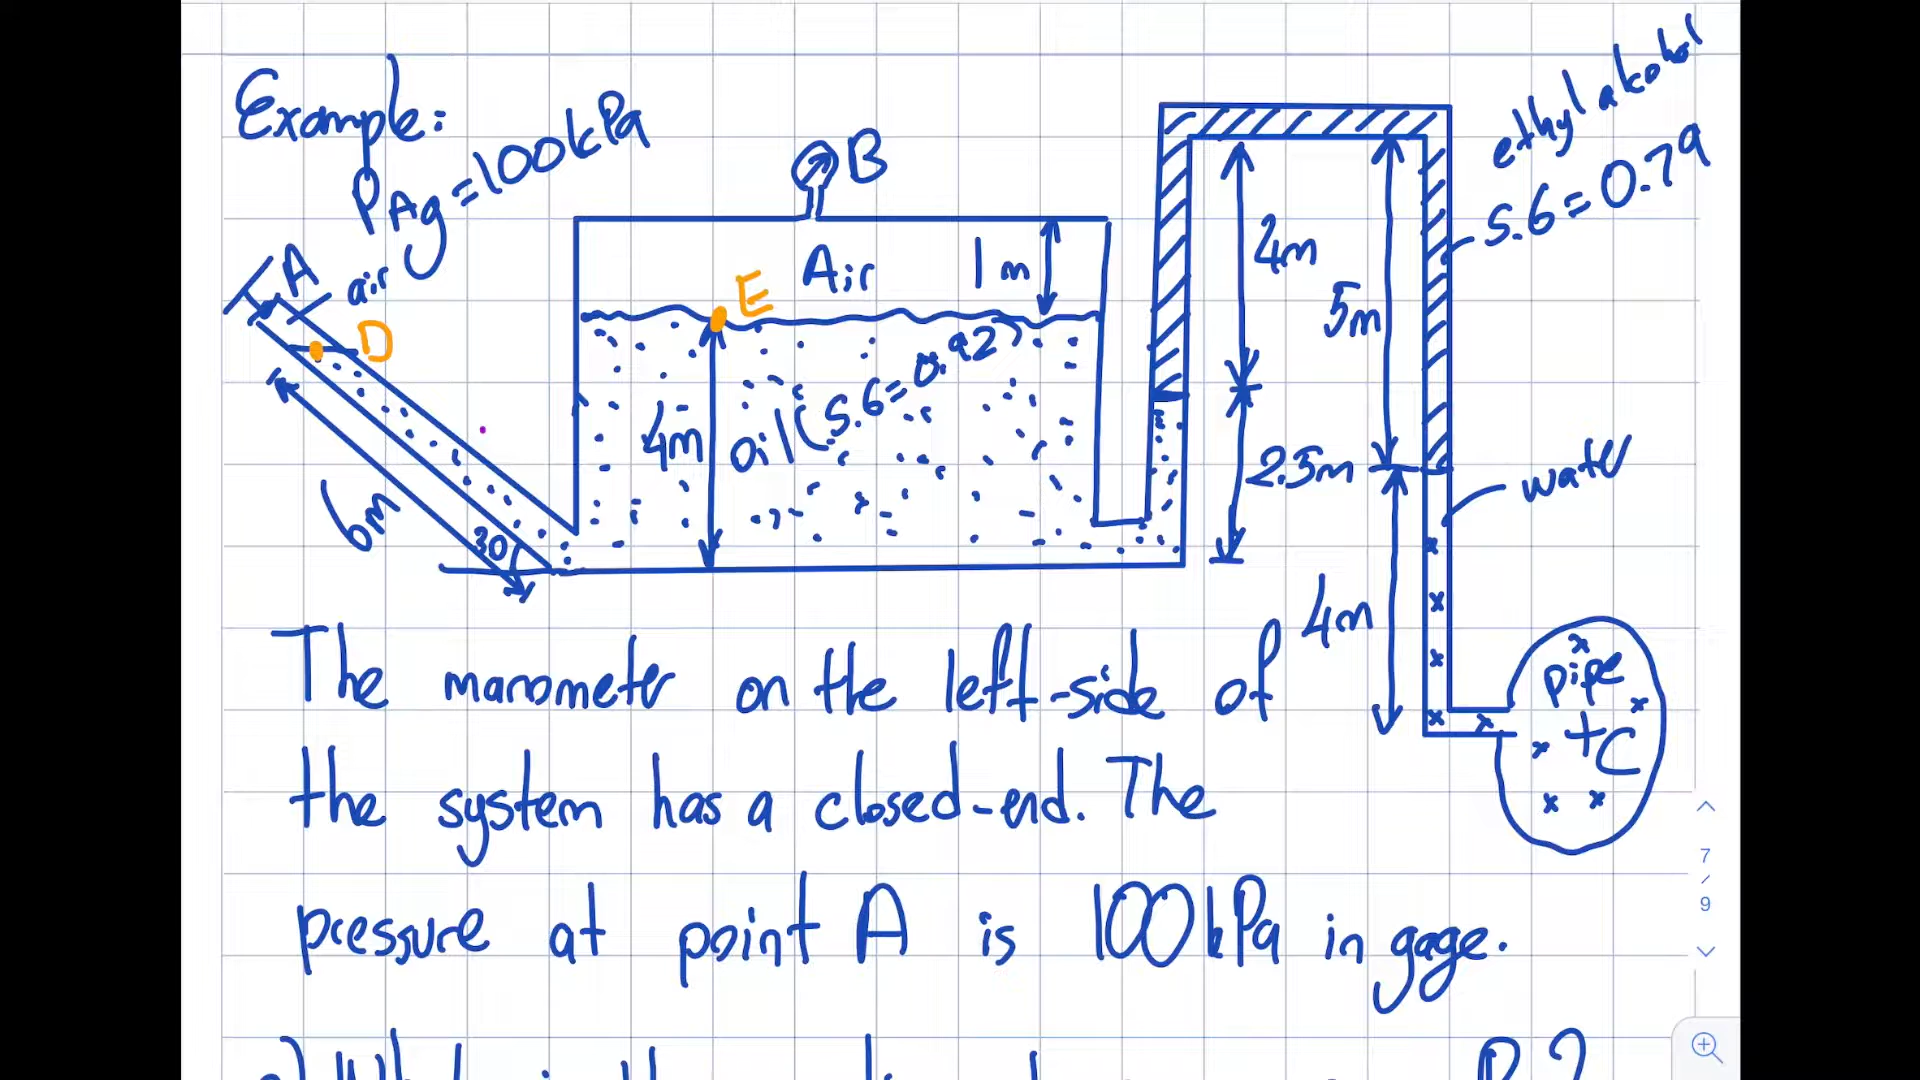 Example:
PAg=100kPa
B
ethyl alcohol
S.G=0.79
A
air
D
E
Air
1m
4m
5m
6m
30
4m
oil(S.G=0.92)
2.5m
water
4m
pipe
+C
The manometer on the left-side of
the system has a closed-end. The
pressure at point A is 100kPa in gage.
7
/
9